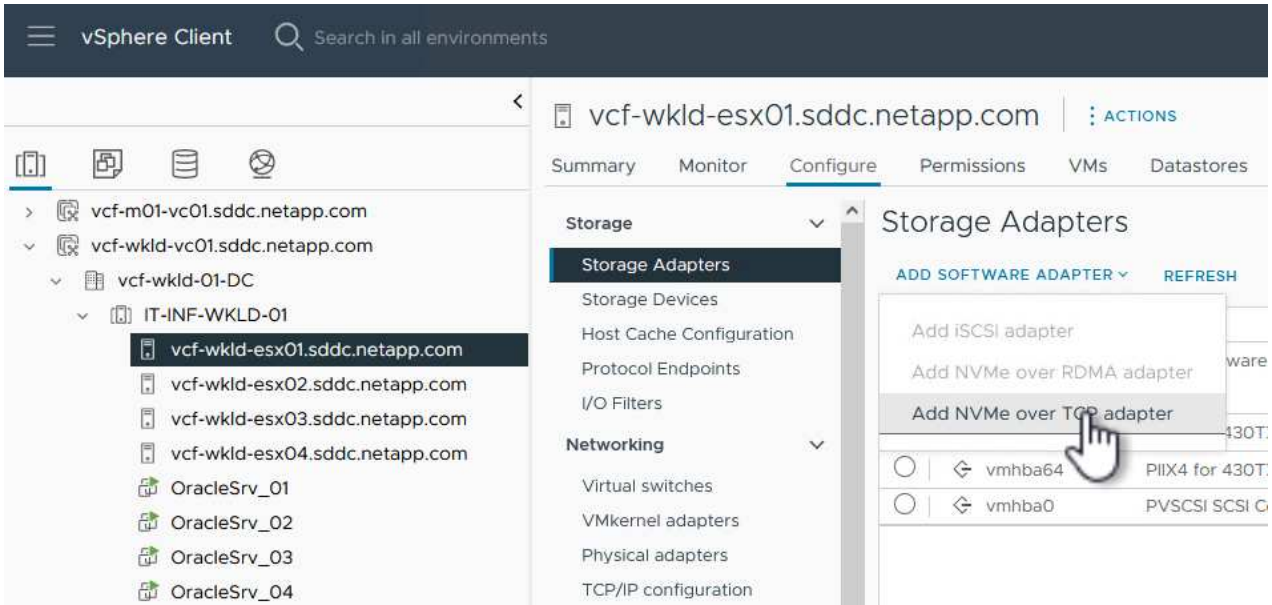 vSphere Client
Search in all environments
vcf-m01-vc01.sddc.netapp.com
vcf-wkld-vc01.sddc.netapp.com
vcf-wkld-01-DC
IT-INF-WKLD-01
vcf-wkld-esx01.sddc.netapp.com
vcf-wkld-esx02.sddc.netapp.com
vcf-wkld-esx03.sddc.netapp.com
vcf-wkld-esx04.sddc.netapp.com
OracleSrv_01
OracleSrv_02
OracleSrv_03
OracleSrv_04
vcf-wkld-esx01.sddc.netapp.com
ACTIONS
Summary Monitor Configure Permissions VMs Datastores
Storage
Storage Adapters
Storage Devices
Host Cache Configuration
Protocol Endpoints
I/O Filters
Networking
Virtual switches
VMkernel adapters
Physical adapters
TCP/IP configuration
Storage Adapters
ADD SOFTWARE ADAPTER REFRESH
Add iSCSI adapter
Add NVMe over RDMA adapter
Add NVMe over TCP adapter
vmhba64 PIIX4 for 430T
vmhba0 PVSCSI SCSI